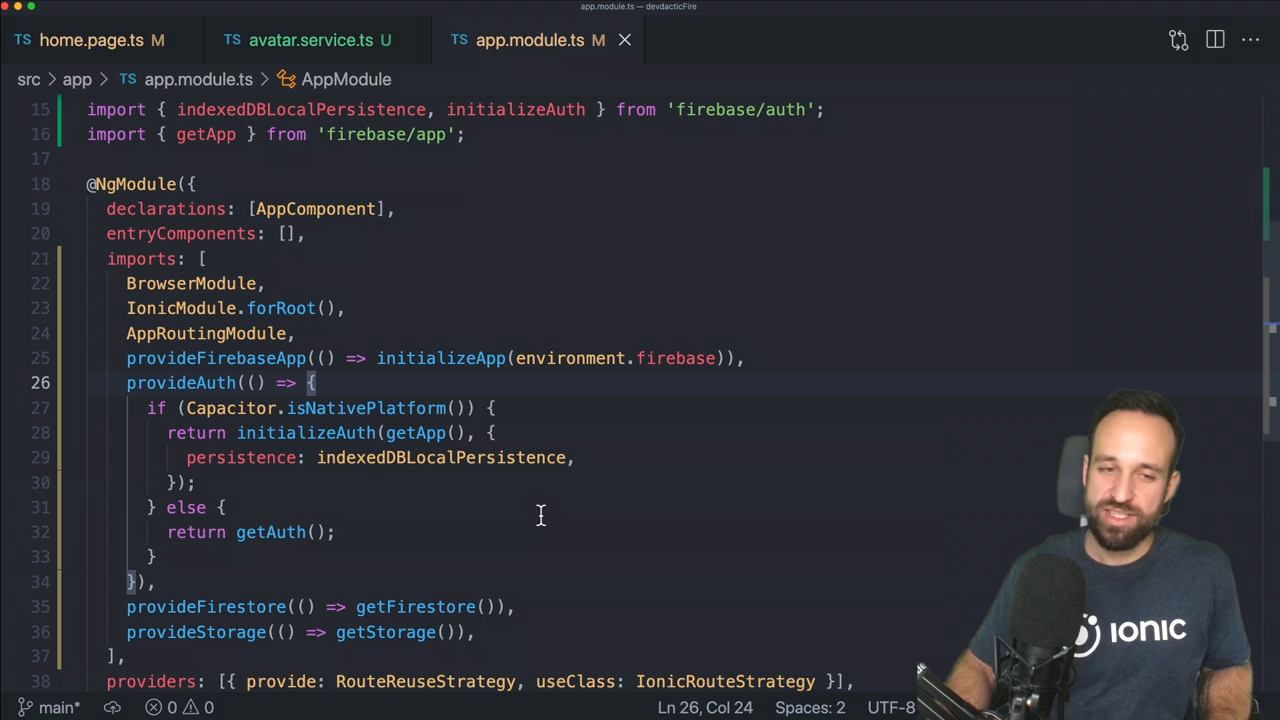 app.module.ts — devdacticFire
TS home.page.ts M
TS avatar.service.ts U
TS app.module.ts M
src > app > TS app.module.ts > AppModule
15 import { indexedDBLocalPersistence, initializeAuth } from 'firebase/auth';
16 import { getApp } from 'firebase/app';
17
18 @NgModule({
19 declarations: [AppComponent],
20 entryComponents: [],
21 imports: [
22 BrowserModule,
23 IonicModule.forRoot(),
24 AppRoutingModule,
25 provideFirebaseApp(() => initializeApp(environment.firebase)),
26 provideAuth(() => {
27 if (Capacitor.isNativePlatform()) {
28 return initializeAuth(getApp(), {
29 persistence: indexedDBLocalPersistence,
30 });
31 } else {
32 return getAuth();
33 }
34 }),
35 provideFirestore(() => getFirestore()),
36 provideStorage(() => getStorage()),
37 ],
38 providers: [{ provide: RouteReuseStrategy, useClass: IonicRouteStrategy }],
IONIC
main* 0 0 Ln 26, Col 24 Spaces: 2 UTF-8